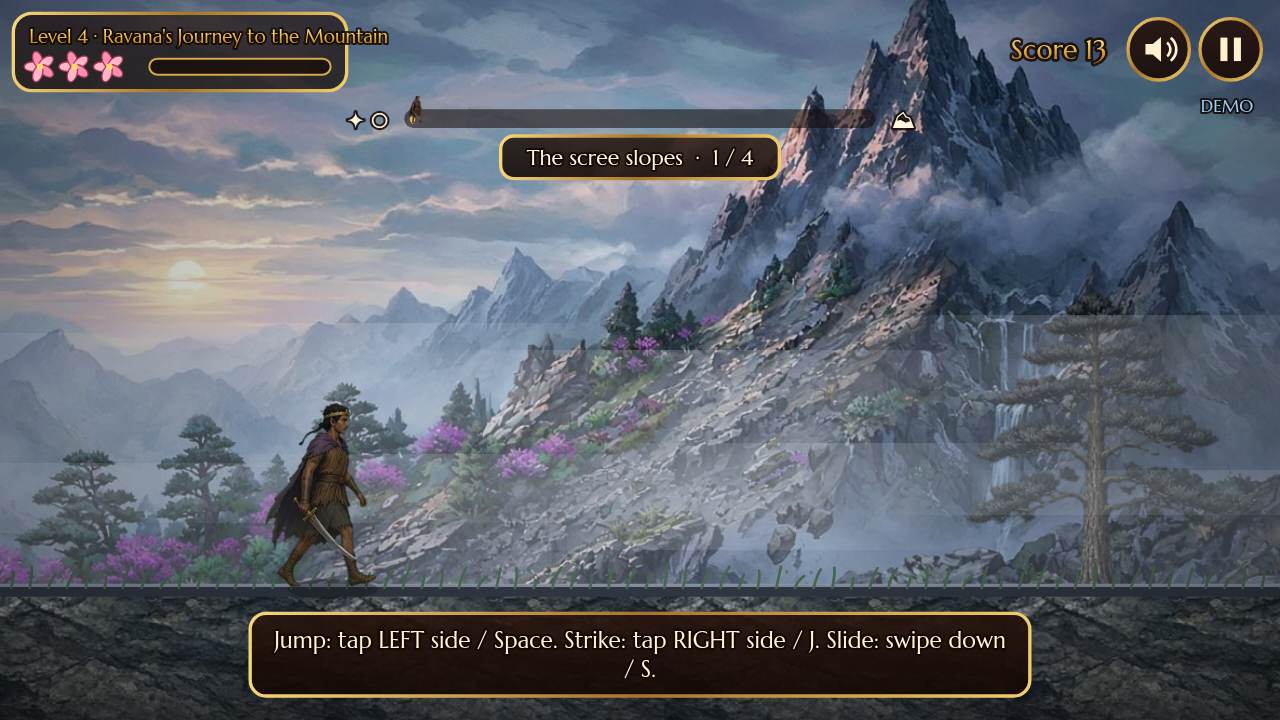 Level 4 · Ravana's Journey to the Mountain
Score 13
DEMO
The scree slopes · 1 / 4
Jump: tap LEFT side / Space. Strike: tap RIGHT side / J. Slide: swipe down
/ S.